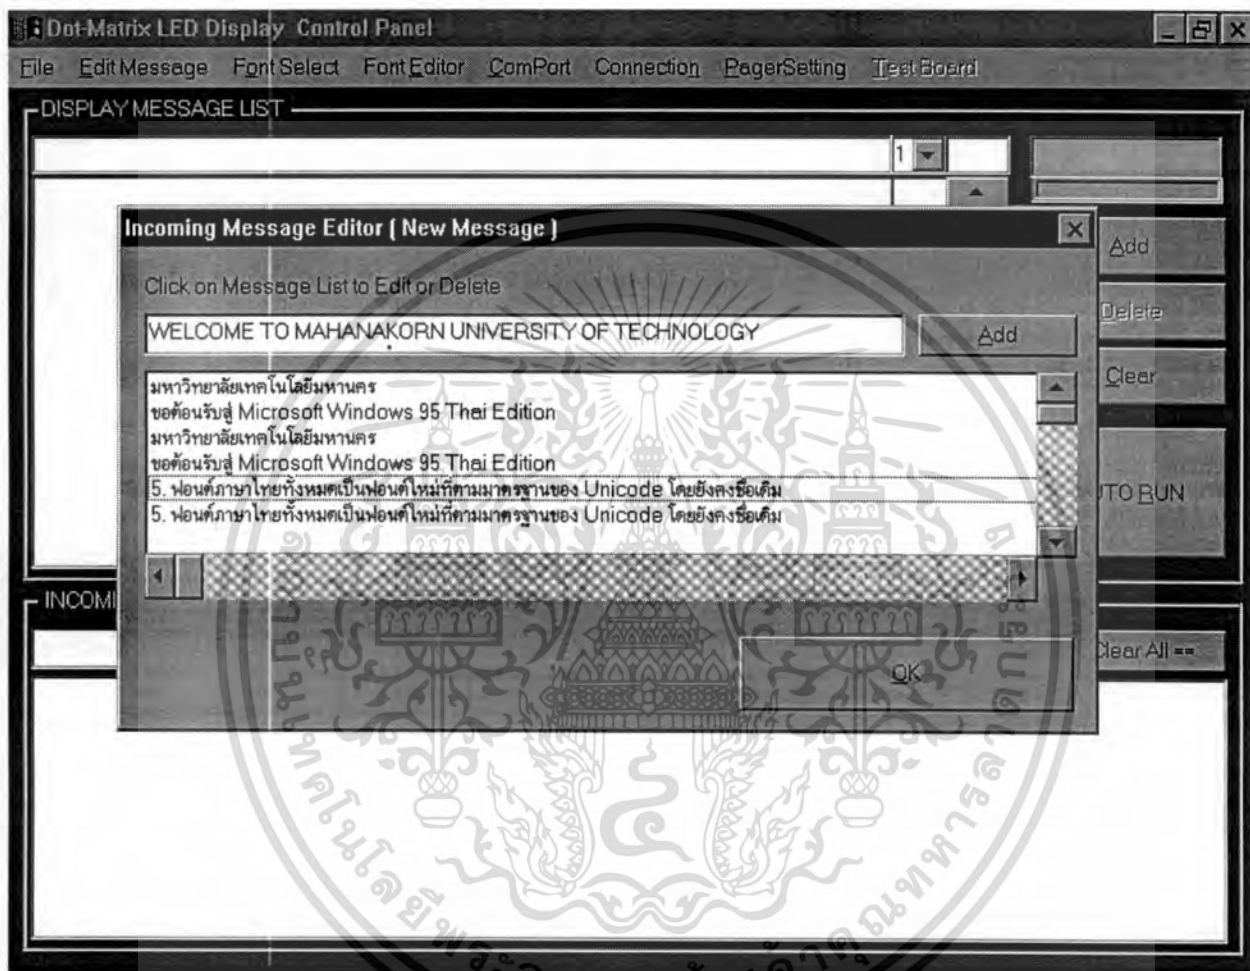 Dot-Matrix LED Display Control Panel
File Edit Message Font Select Font Editor ComPort Connection PagerSetting Test Board
DISPLAY MESSAGE LIST
1
Incoming Message Editor ( New Message )
Click on Message List to Edit or Delete
WELCOME TO MAHANAKORN UNIVERSITY OF TECHNOLOGY
Add
มหาวิทยาลัยเทคโนโลยีมหานคร
ขอต้อนรับสู่ Microsoft Windows 95 Thai Edition
มหาวิทยาลัยเทคโนโลยีมหานคร
ขอต้อนรับสู่ Microsoft Windows 95 Thai Edition
5. ฟอนต์ภาษาไทยทั้งหมดเป็นฟอนต์ใหม่ที่ตามมาตรฐานของ Unicode โดยยังคงชื่อเดิม
5. ฟอนต์ภาษาไทยทั้งหมดเป็นฟอนต์ใหม่ที่ตามมาตรฐานของ Unicode โดยยังคงชื่อเดิม
OK
Add
Delete
Clear
UTO RUN
INCOMI
Clear All ==